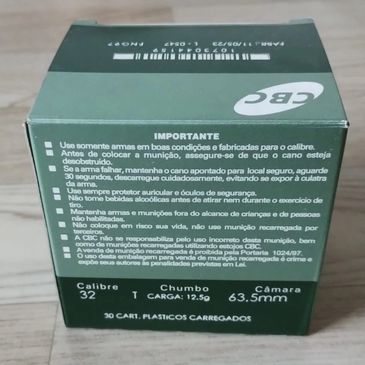 FABR.: 11/05/23 L - 0547 FNG97
1073044159
CBC
IMPORTANTE
Use somente armas em boas condições e fabricadas para o calibre.
Antes de colocar a munição, assegure-se de que o cano esteja
desobstruído.
Se a arma falhar, mantenha o cano apontado para local seguro, aguarde
30 segundos, descarregue cuidadosamente, evitando se expor à culatra
da arma.
Use sempre protetor auricular e óculos de segurança.
Não tome bebidas alcoólicas antes de atirar nem durante o exercício de
tiro.
Mantenha armas e munições fora do alcance de crianças e de pessoas
não habilitadas.
Não coloque em risco sua vida, não use munição recarregada por
terceiros.
A CBC não se responsabiliza pelo uso incorreto desta munição, bem
como da munições recarregadas utilizando estojos CBC.
A venda de munição recarregada é proibida pela Portaria 1024/97.
O uso desta embalagem para venda de munição recarregada é crime e
expõe seus autores às penalidades previstas em Lei.
Calibre Chumbo Câmara
32 T CARGA: 12.5g 63.5mm
30 CART. PLASTICOS CARREGADOS